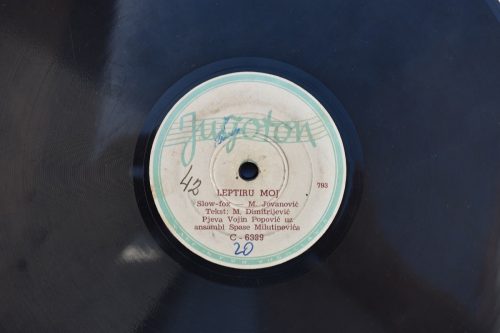 Jugoton
42
LEPTIRU MOJ
793
Slow-fox — M. Jovanović
Tekst: M. Dimitrijević
Pjeva Vojin Popović uz
ansambl Spase Milutinovića
C - 6389
20